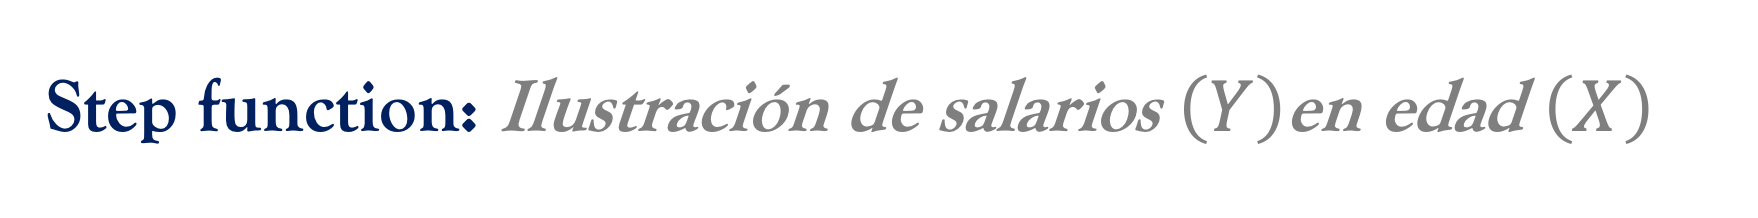 Step function: Ilustración de salarios (Y) en edad (X)